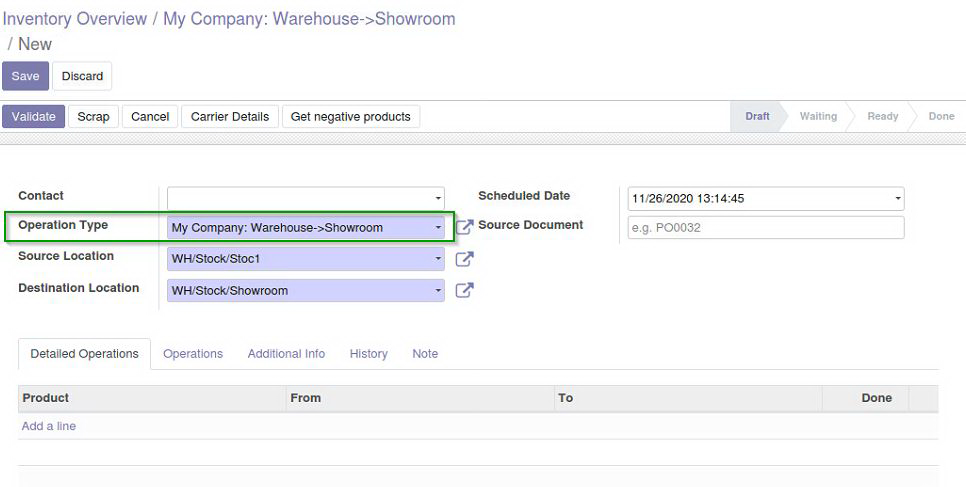 Inventory Overview / My Company: Warehouse->Showroom
/ New
Save Discard
Validate Scrap Cancel Carrier Details Get negative products Draft Waiting Ready Done
Contact Scheduled Date 11/26/2020 13:14:45
Operation Type My Company: Warehouse->Showroom Source Document e.g. PO0032
Source Location WH/Stock/Stoc1
Destination Location WH/Stock/Showroom
Detailed Operations Operations Additional Info History Note
Product From To Done
Add a line